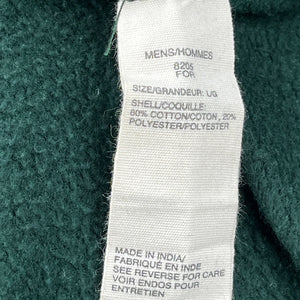 MENS/HOMMES
8205
FOR
SIZE/GRANDEUR: L/G
SHELL/COQUILLE:
80% COTTON/COTON, 20%
POLYESTER/POLYESTER
MADE IN INDIA/
FABRIQUÉ EN INDE
SEE REVERSE FOR CARE
VOIR ENDOS POUR
ENTRETIEN